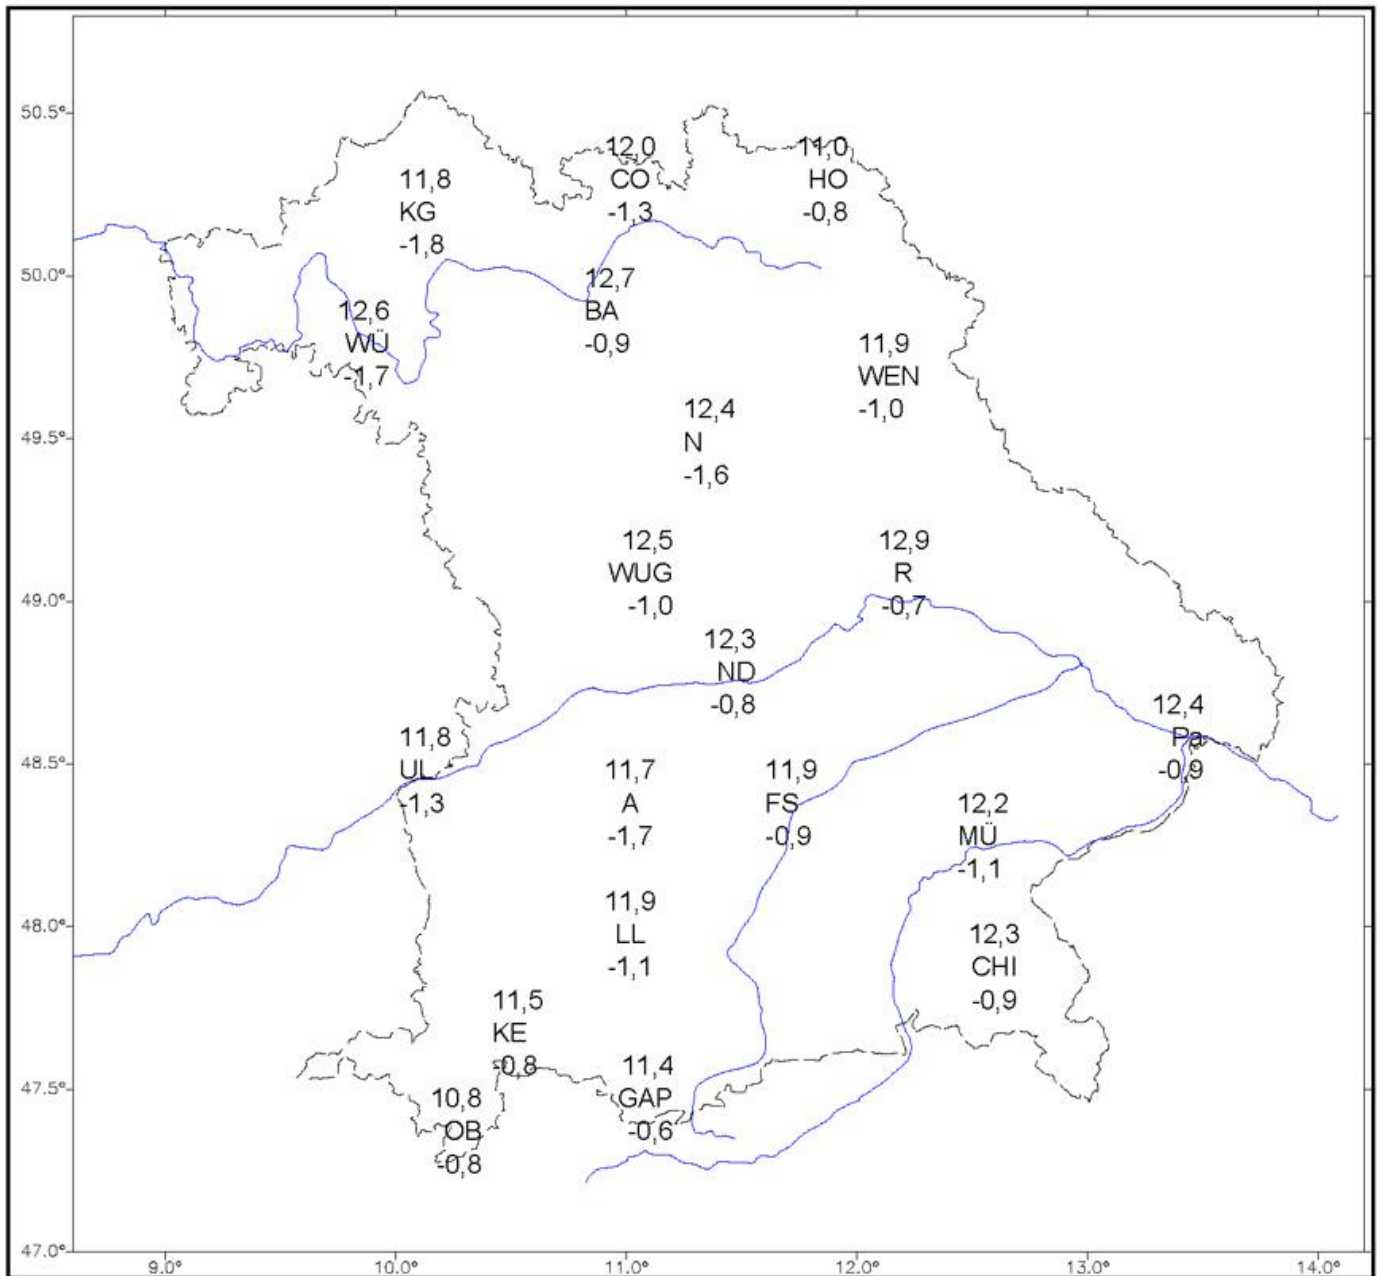 50.5°
12,0
CO
-1,3
11,0
HO
-0,8
11,8
KG
-1,8
50.0°
12,7
BA
-0,9
12,6
WÜ
-1,7
11,9
WEN
-1,0
12,4
N
-1,6
49.5°
12,5
WUG
-1,0
12,9
R
-0,7
49.0°
12,3
ND
-0,8
12,4
Pa
-0,9
11,8
UL
-1,3
48.5°
11,7
A
-1,7
11,9
FS
-0,9
12,2
MÜ
-1,1
11,9
LL
-1,1
48.0°
12,3
CHI
-0,9
11,5
KE
-0,8
11,4
GAP
-0,6
47.5°
10,8
OB
-0,8
47.0°
9.0° 10.0° 11.0° 12.0° 13.0° 14.0°